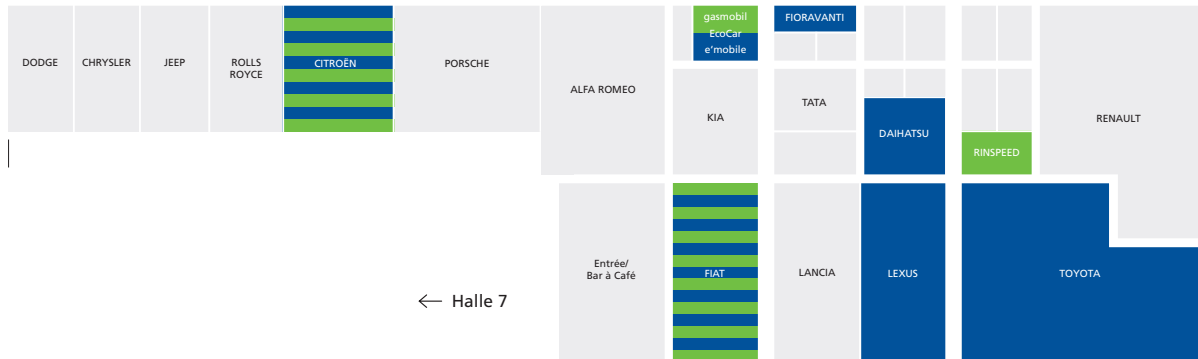 gasmobil
EcoCar
e'mobile
FIORAVANTI
DODGE
CHRYSLER
JEEP
ROLLS
ROYCE
CITROËN
PORSCHE
ALFA ROMEO
KIA
TATA
DAIHATSU
RINSPEED
RENAULT
Entrée/
Bar à Café
FIAT
LANCIA
LEXUS
TOYOTA
← Halle 7